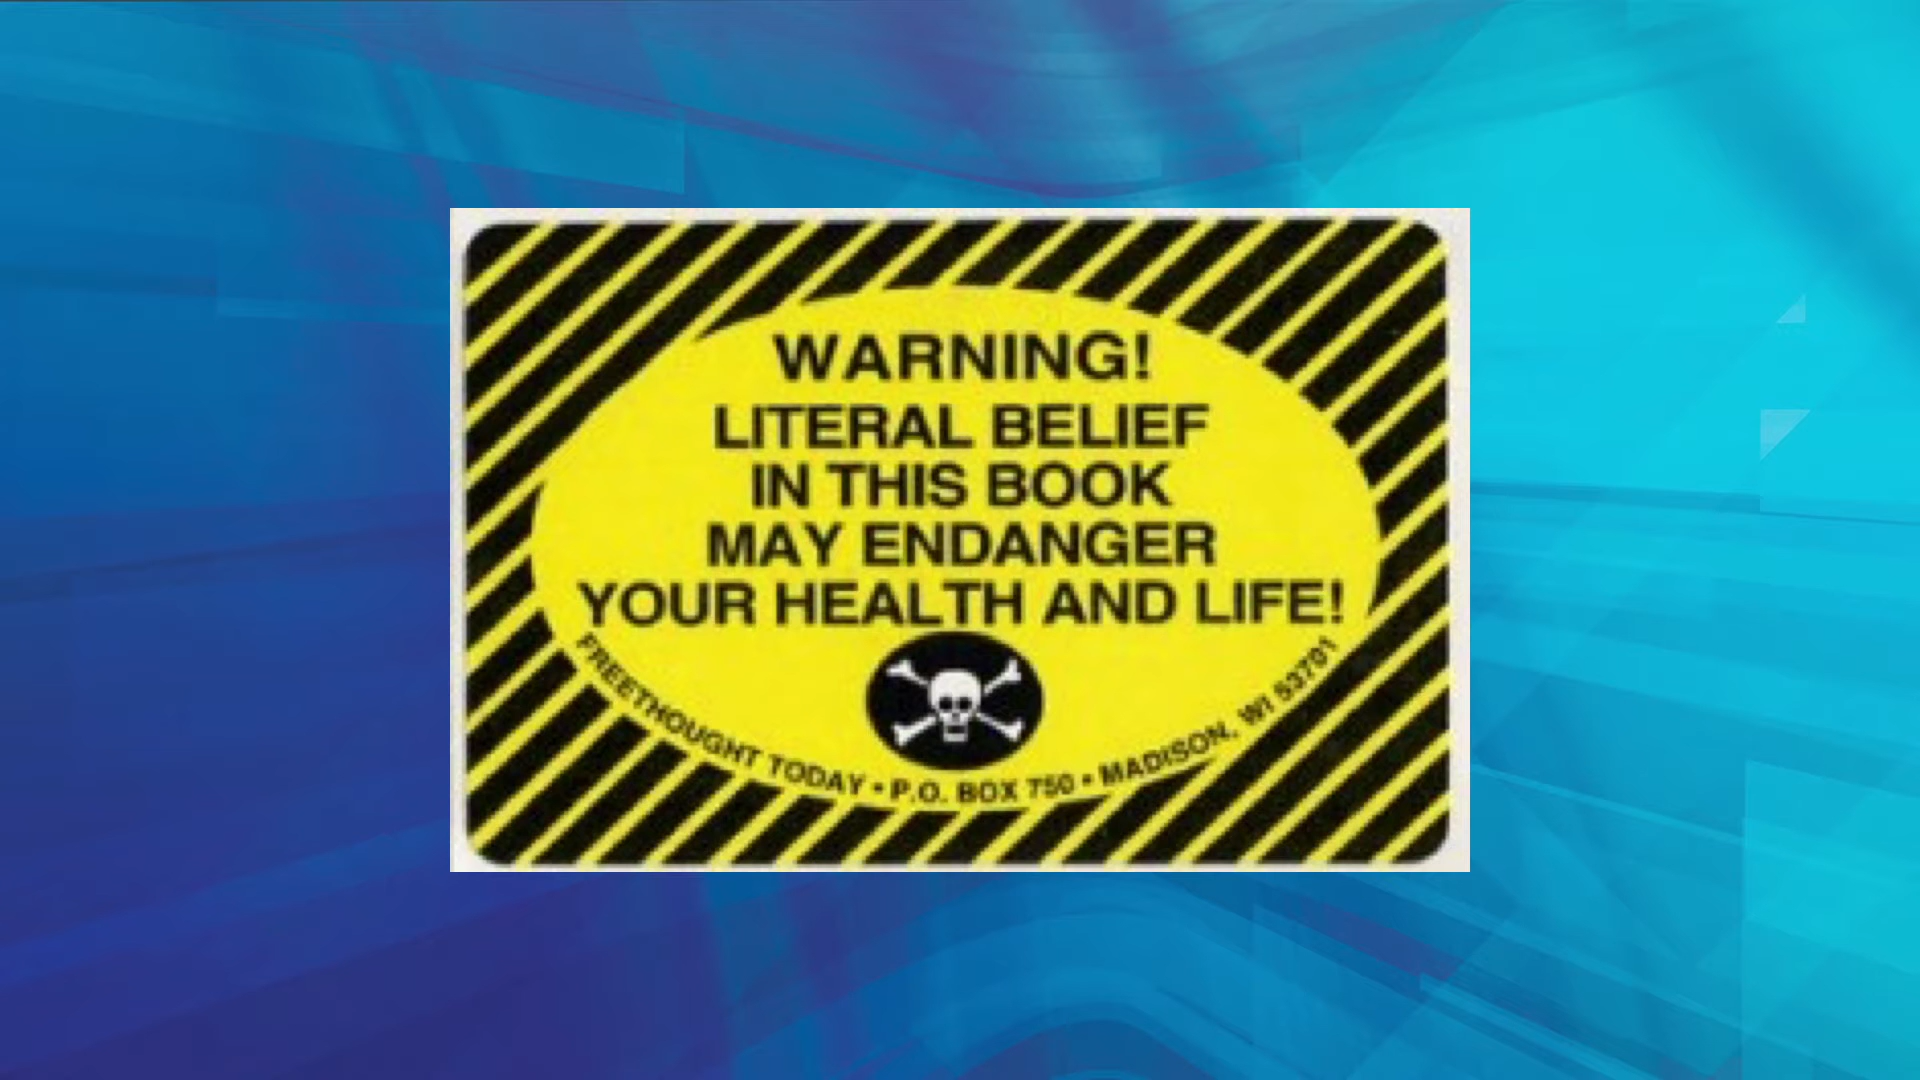 WARNING!
LITERAL BELIEF
IN THIS BOOK
MAY ENDANGER
YOUR HEALTH AND LIFE!
FREETHOUGHT TODAY • P.O. BOX 750 • MADISON, WI 53701